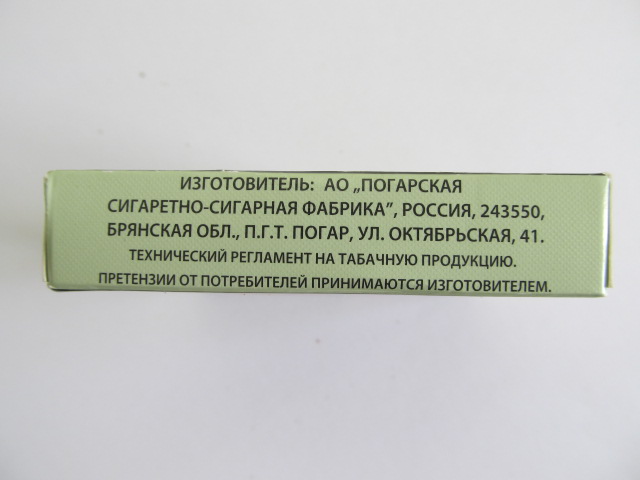 ИЗГОТОВИТЕЛЬ: АО „ПОГАРСКАЯ
СИГАРЕТНО-СИГАРНАЯ ФАБРИКА”, РОССИЯ, 243550,
БРЯНСКАЯ ОБЛ., П.Г.Т. ПОГАР, УЛ. ОКТЯБРЬСКАЯ, 41.
ТЕХНИЧЕСКИЙ РЕГЛАМЕНТ НА ТАБАЧНУЮ ПРОДУКЦИЮ.
ПРЕТЕНЗИИ ОТ ПОТРЕБИТЕЛЕЙ ПРИНИМАЮТСЯ ИЗГОТОВИТЕЛЕМ.